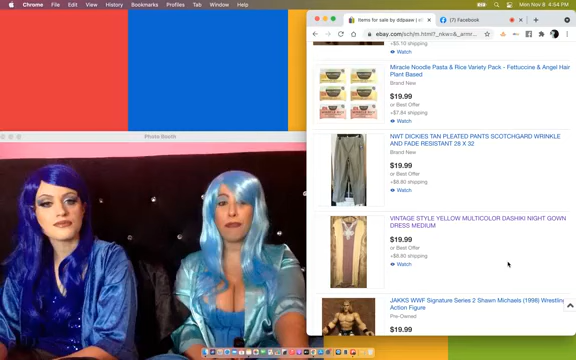 Chrome File Edit View History Bookmarks Profiles Tab Window Help
Mon Nov 8 4:54 PM
Items for sale by ddpaaw
Facebook
+$5.10
shipping
Watch
Miracle Noodle Pasta & Rice Variety Pack - Fettuccine & Angel Hair
Plant Based
Brand New
$19.99
or Best Offer
+$7.84 shipping
Watch
NWT DICKIES TAN PLEATED PANTS SCOTCHGARD WRINKLE
AND FADE RESISTANT 28 X 32
Brand New
$19.99
or Best Offer
+$8.80 shipping
Watch
VINTAGE STYLE YELLOW MULTICOLOR DASHIKI NIGHT GOWN
DRESS MEDIUM
$19.99
or Best Offer
+$8.80 shipping
Watch
JAKKS WWF Signature Series 2 Shawn Michaels (1998) Wrestlin
Action Figure
Pre-Owned
$19.99
Photo Booth